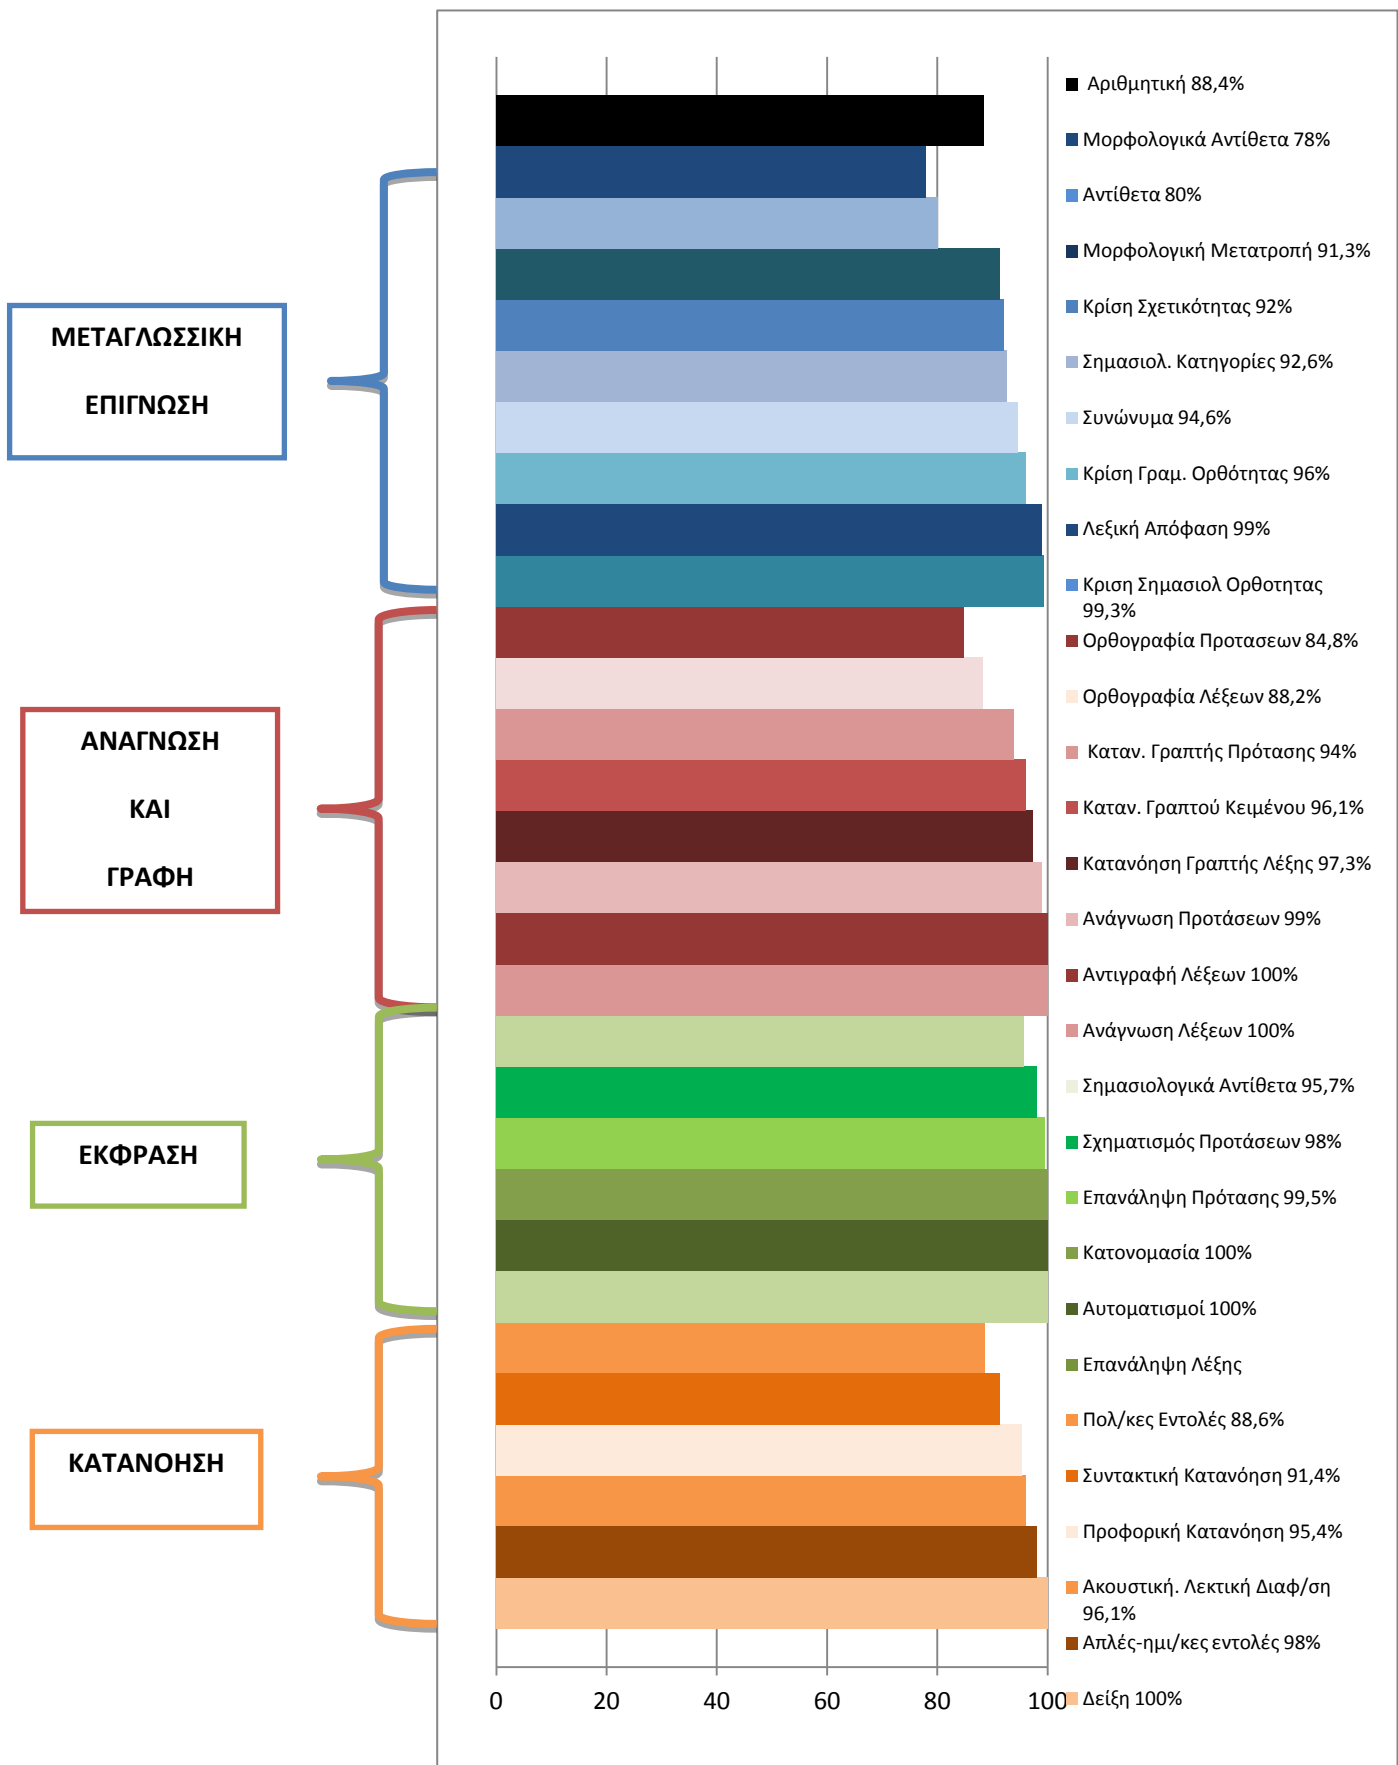 ΜΕΤΑΓΛΩΣΣΙΚΗ
ΕΠΙΓΝΩΣΗ
ΑΝΑΓΝΩΣΗ
ΚΑΙ
ΓΡΑΦΗ
ΕΚΦΡΑΣΗ
ΚΑΤΑΝΟΗΣΗ
0 20 40 60 80 100
Αριθμητική 88,4%
Μορφολογικά Αντίθετα 78%
Αντίθετα 80%
Μορφολογική Μετατροπή 91,3%
Κρίση Σχετικότητας 92%
Σημασιολ. Κατηγορίες 92,6%
Συνώνυμα 94,6%
Κρίση Γραμ. Ορθότητας 96%
Λεξική Απόφαση 99%
Κριση Σημασιολ Ορθοτητας
99,3%
Ορθογραφία Προτασεων 84,8%
Ορθογραφία Λέξεων 88,2%
Καταν. Γραπτής Πρότασης 94%
Καταν. Γραπτού Κειμένου 96,1%
Κατανόηση Γραπτής Λέξης 97,3%
Ανάγνωση Προτάσεων 99%
Αντιγραφή Λέξεων 100%
Ανάγνωση Λέξεων 100%
Σημασιολογικά Αντίθετα 95,7%
Σχηματισμός Προτάσεων 98%
Επανάληψη Πρότασης 99,5%
Κατονομασία 100%
Αυτοματισμοί 100%
Επανάληψη Λέξης
Πολ/κες Εντολές 88,6%
Συντακτική Κατανόηση 91,4%
Προφορική Κατανόηση 95,4%
Ακουστική. Λεκτική Διαφ/ση
96,1%
Απλές-ημι/κες εντολές 98%
Δείξη 100%